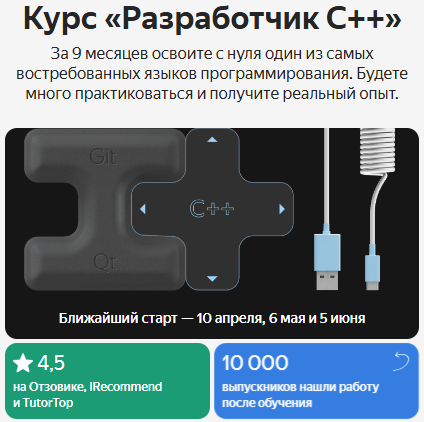 Курс «Разработчик C++»
За 9 месяцев освоите с нуля один из самых
востребованных языков программирования. Будете
много практиковаться и получите реальный опыт.
Git
C++
Qt
Ближайший старт — 10 апреля, 6 мая и 5 июня
4,5
на Отзовике, IRecommend
и TutorTop
10 000
выпускников нашли работу
после обучения